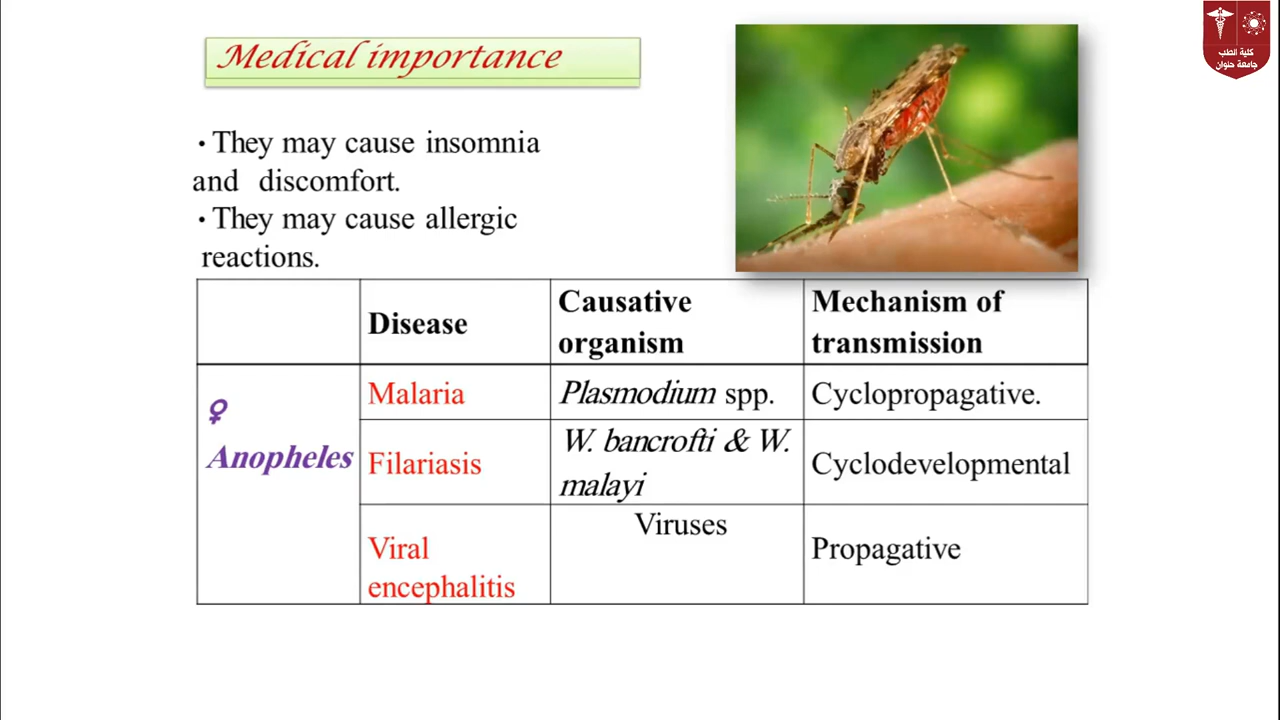 كلية الطب
جامعة حلوان
Medical importance
• They may cause insomnia
and discomfort.
• They may cause allergic
reactions.
Disease
Causative
organism
Mechanism of
transmission
♀
Anopheles
Malaria
Plasmodium spp.
Cyclopropagative.
Filariasis
W. bancrofti & W.
malayi
Cyclodevelopmental
Viral
encephalitis
Viruses
Propagative